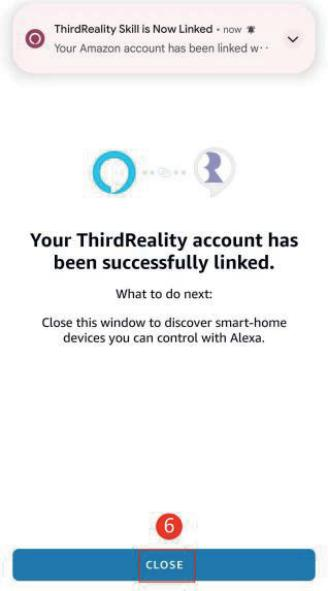 ThirdReality Skill is Now Linked • now
Your Amazon account has been linked w··
Your ThirdReality account has
been successfully linked.
What to do next:
Close this window to discover smart-home
devices you can control with Alexa.
6
CLOSE